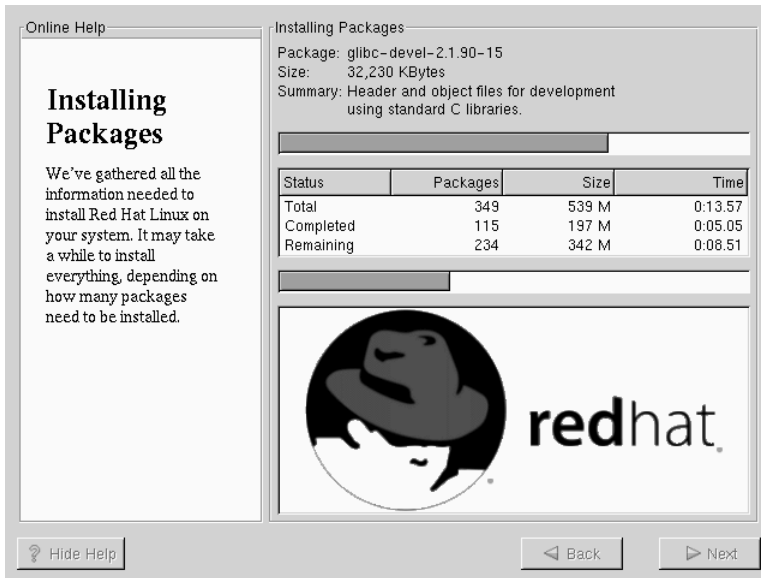 Online Help
Installing
Packages
We've gathered all the
information needed to
install Red Hat Linux on
your system. It may take
a while to install
everything, depending on
how many packages
need to be installed.
Installing Packages
Package: glibc-devel-2.1.90-15
Size: 32,230 KBytes
Summary: Header and object files for development
using standard C libraries.
Status Packages Size Time
Total 349 539 M 0:13.57
Completed 115 197 M 0:05.05
Remaining 234 342 M 0:08.51
redhat.
? Hide Help
Back
Next